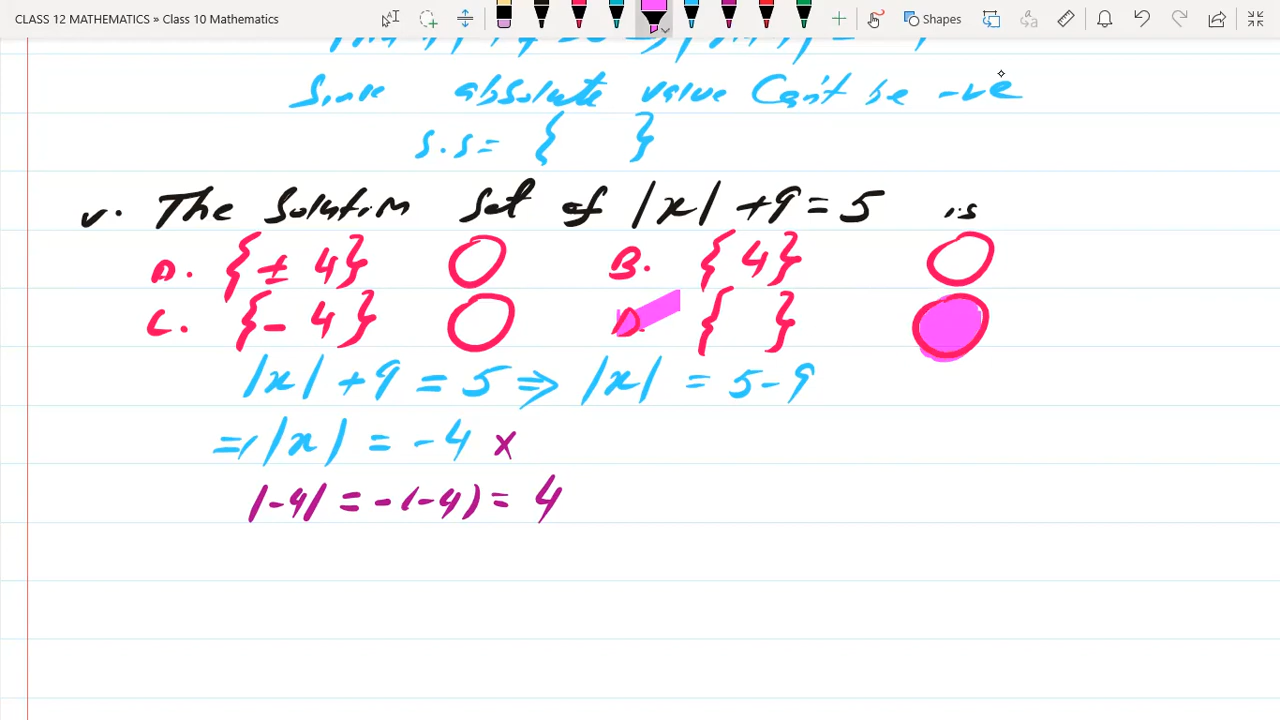 CLASS 12 MATHEMATICS » Class 10 Mathematics
Shapes
Since absolute value Can't be -ve
S.S = { }
v. The Solution Set of |x| + 9 = 5 is
A. {± 4} B. {4}
C. {- 4} D. { }
|x| + 9 = 5 ⇒ |x| = 5 - 9
⇒ |x| = -4 ×
|-4| = -(-4) = 4